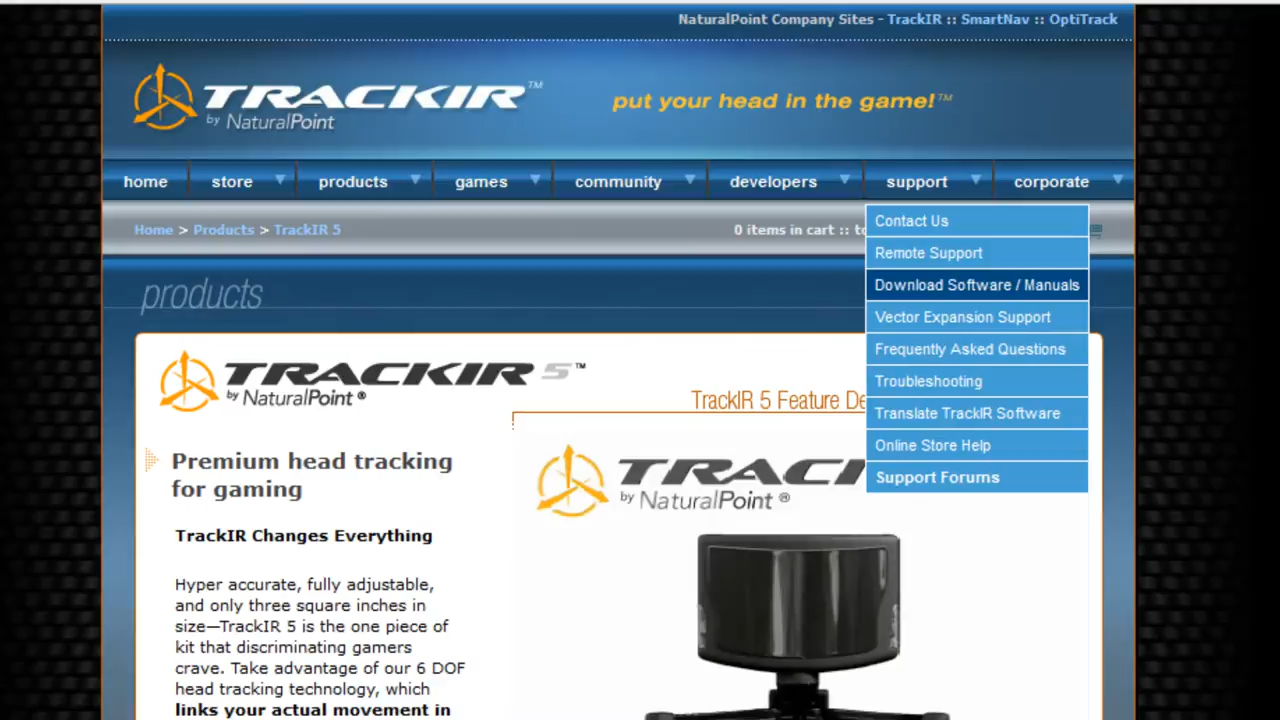 NaturalPoint Company Sites - TrackIR :: SmartNav :: OptiTrack
TRACKIR™
by NaturalPoint
put your head in the game!™
home store products games community developers support corporate
Home > Products > TrackIR 5
0 items in cart ::
Contact Us
Remote Support
Download Software / Manuals
Vector Expansion Support
Frequently Asked Questions
Troubleshooting
Translate TrackIR Software
Online Store Help
Support Forums
products
TRACKIR 5™
by NaturalPoint ®
TrackIR 5 Feature
Premium head tracking
for gaming
TrackIR Changes Everything
Hyper accurate, fully adjustable,
and only three square inches in
size—TrackIR 5 is the one piece of
kit that discriminating gamers
crave. Take advantage of our 6 DOF
head tracking technology, which
links your actual movement in
by NaturalPoint ®